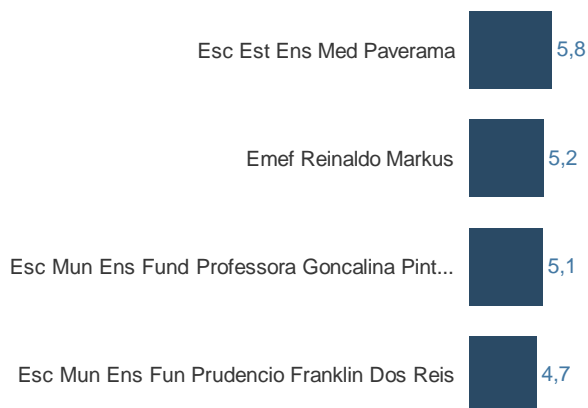 Esc Est Ens Med Paverama 5,8
Emef Reinaldo Markus 5,2
Esc Mun Ens Fund Professora Goncalina Pint... 5,1
Esc Mun Ens Fun Prudencio Franklin Dos Reis 4,7